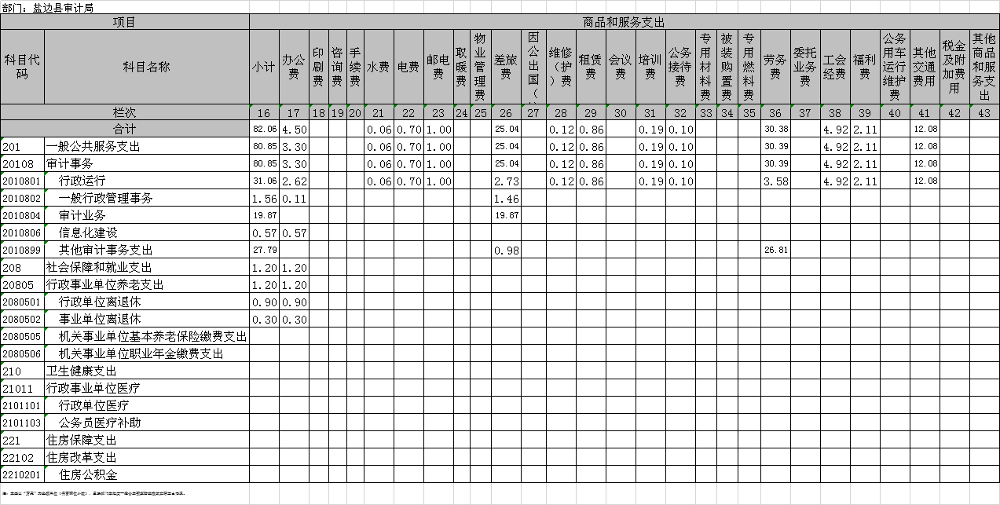 部门：盐边县审计局
项目 商品和服务支出
科目代码 科目名称 小计 办公费 印刷费 咨询费 手续费 水费 电费 邮电费 取暖费 物业管理费 差旅费 因公出国（ 维修（护）费 租赁费 会议费 培训费 公务接待费 专用材料费 被装购置费 专用燃料费 劳务费 委托业务费 工会经费 福利费 公务用车运行维护费 其他交通费用 税金及附加费用 其他商品和服务支出
栏次 16 17 18 19 20 21 22 23 24 25 26 27 28 29 30 31 32 33 34 35 36 37 38 39 40 41 42 43
合计 82.06 4.50 0.06 0.70 1.00 25.04 0.12 0.86 0.19 0.10 30.38 4.92 2.11 12.08
201 一般公共服务支出 80.85 3.30 0.06 0.70 1.00 25.04 0.12 0.86 0.19 0.10 30.39 4.92 2.11 12.08
20108 审计事务 80.85 3.30 0.06 0.70 1.00 25.04 0.12 0.86 0.19 0.10 30.39 4.92 2.11 12.08
2010801 行政运行 31.06 2.62 0.06 0.70 1.00 2.73 0.12 0.86 0.19 0.10 3.58 4.92 2.11 12.08
2010802 一般行政管理事务 1.56 0.11 1.46
2010804 审计业务 19.87 19.87
2010806 信息化建设 0.57 0.57
2010899 其他审计事务支出 27.79 0.98 26.81
208 社会保障和就业支出 1.20 1.20
20805 行政事业单位养老支出 1.20 1.20
2080501 行政单位离退休 0.90 0.90
2080502 事业单位离退休 0.30 0.30
2080505 机关事业单位基本养老保险缴费支出
2080506 机关事业单位职业年金缴费支出
210 卫生健康支出
21011 行政事业单位医疗
2101101 行政单位医疗
2101103 公务员医疗补助
221 住房保障支出
22102 住房改革支出
2210201 住房公积金